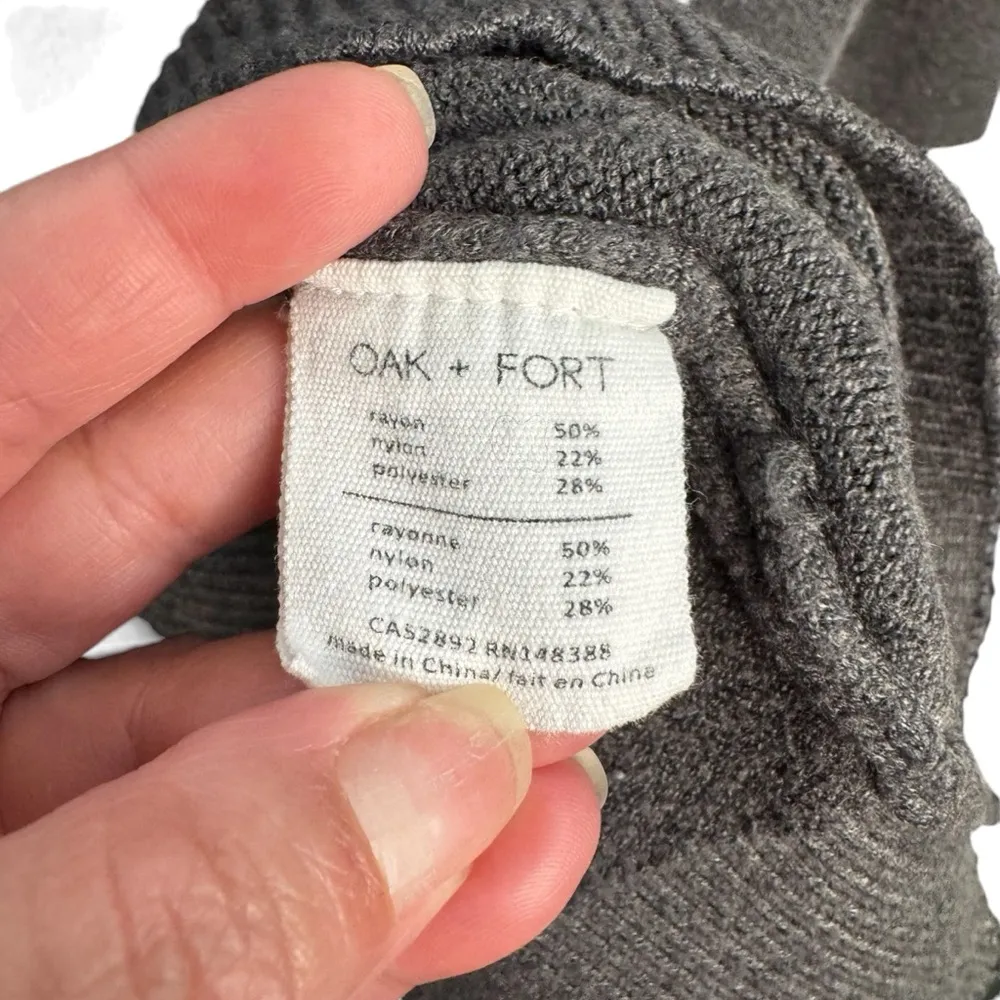 OAK + FORT
rayon 50%
nylon 22%
polyester 28%
rayonne 50%
nylon 22%
polyester 28%
CA52892 RN148388
made in China/fait en Chine